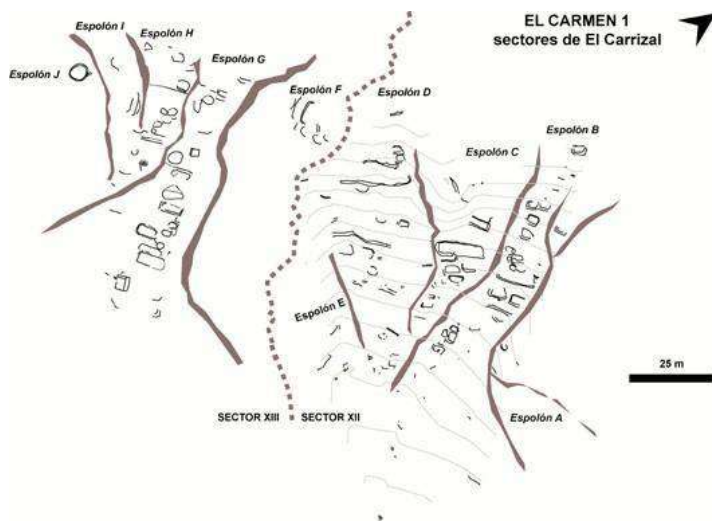 EL CARMEN 1
sectores de El Carrizal
Espolón I
Espolón H
Espolón G
Espolón J
Espolón F
Espolón D
Espolón B
Espolón C
Espolón E
25 m
SECTOR XIII
SECTOR XII
Espolón A